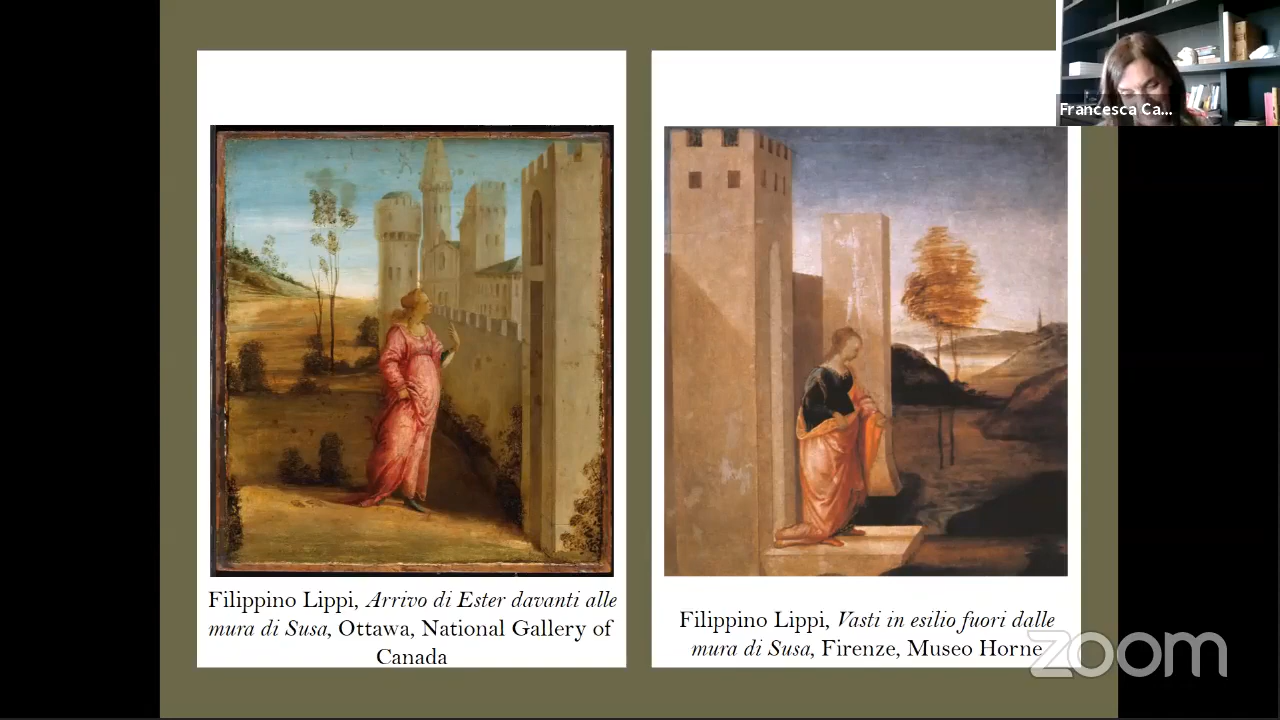 Francesca Ca...
Filippino Lippi, Arrivo di Ester davanti alle
mura di Susa, Ottawa, National Gallery of
Canada
Filippino Lippi, Vasti in esilio fuori dalle
mura di Susa, Firenze, Museo Horne
zoom